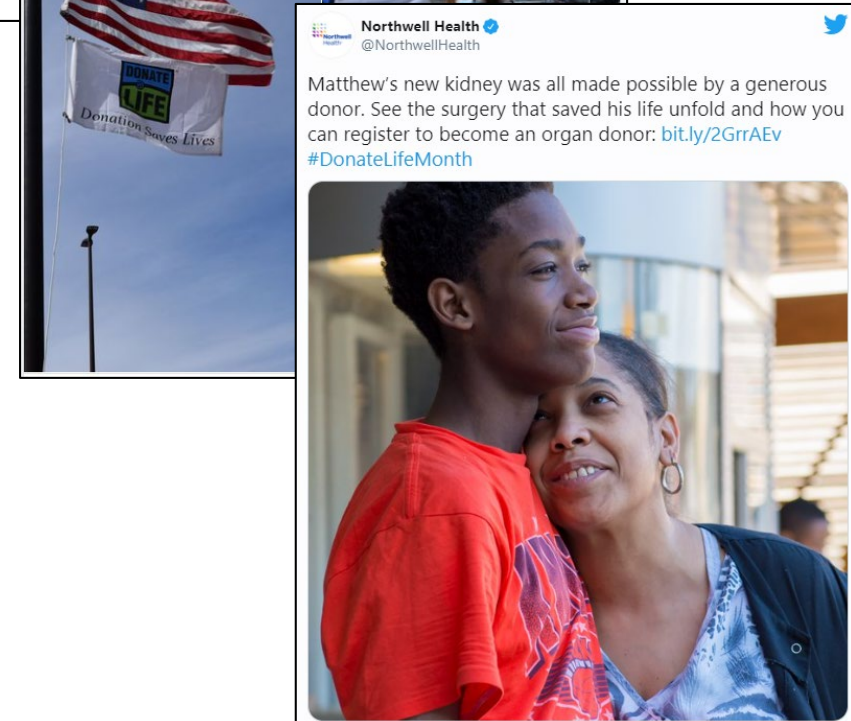 DONATE
LIFE
Donation Saves Lives
Northwell
Health
Northwell Health
@NorthwellHealth
Matthew’s new kidney was all made possible by a generous
donor. See the surgery that saved his life unfold and how you
can register to become an organ donor: bit.ly/2GrrAEv
#DonateLifeMonth